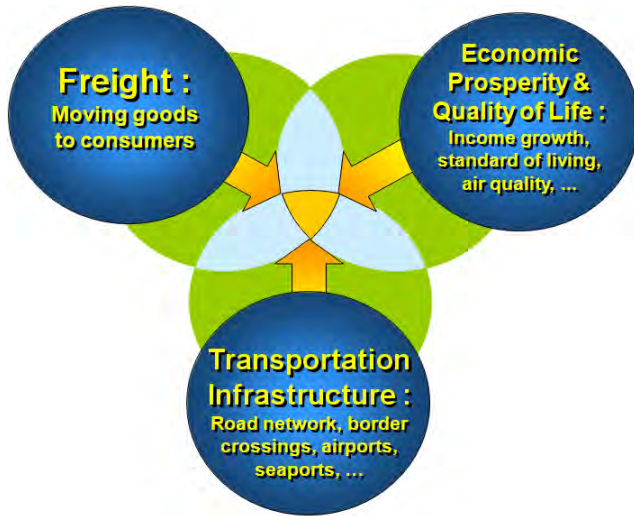 Freight :
Moving goods
to consumers
Economic
Prosperity &
Quality of Life :
Income growth,
standard of living,
air quality, ...
Transportation
Infrastructure :
Road network, border
crossings, airports,
seaports, ...